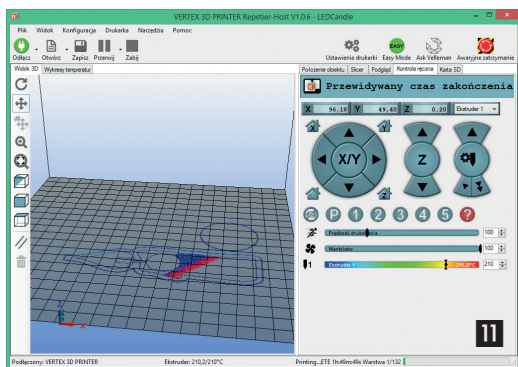 VERTEX 3D PRINTER Repetier-Host V1.0.6 - LEDCandle
Plik Widok Konfiguracja Drukarka Narzędzia Pomoc
Odłącz Otwórz Zapisz Przerwij Zabij Ustawienia drukarki EASY Easy Mode Ask Velleman Awaryjne zatrzymanie
Widok 3D Wykresy temperatur
Położenie obiektu Slicer Podgląd Kontrola ręczna Karta SD
Przewidywany czas zakończenia
X 96,18 Y 49,40 Z 0,20 Ekstruder 1
X Y
X/Y Z
Z
P 1 2 3 4 5 ?
Prędkość drukowania 100
Wentylator 100
1 Ekstruder 1 210,20°C 210
Z
X
11
Podłączony: VERTEX 3D PRINTER Ekstruder: 210,2/210°C Printing...ETE 1h:49m:49s Warstwa 1/132